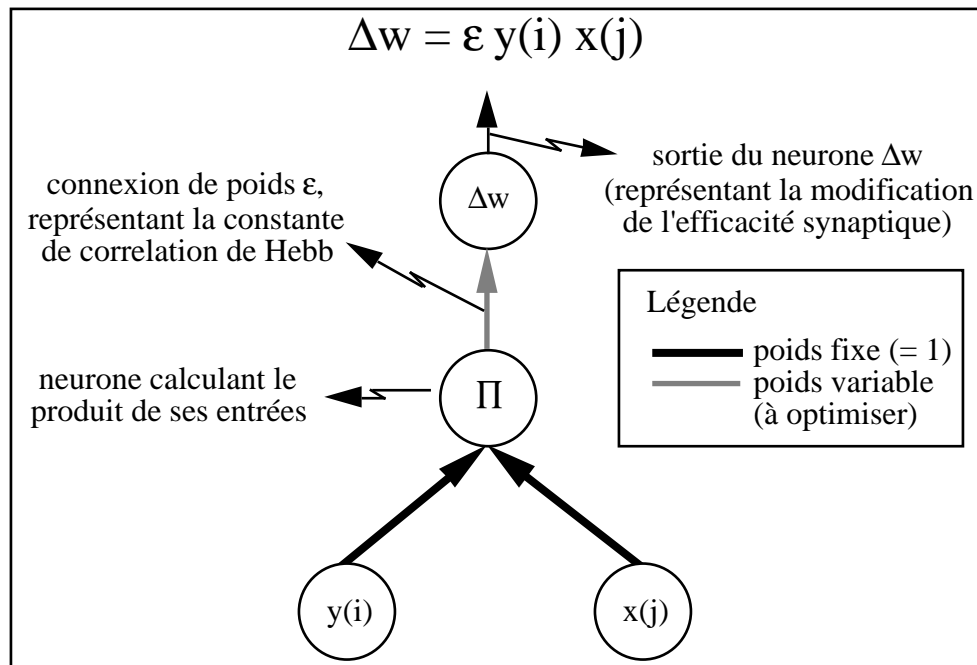 Δw = ε y(i) x(j)
connexion de poids ε,
représentant la constante
de correlation de Hebb
Δw
sortie du neurone Δw
(représentant la modification
de l'efficacité synaptique)
neurone calculant le
produit de ses entrées
Π
Légende
poids fixe (= 1)
poids variable
(à optimiser)
y(i)
x(j)